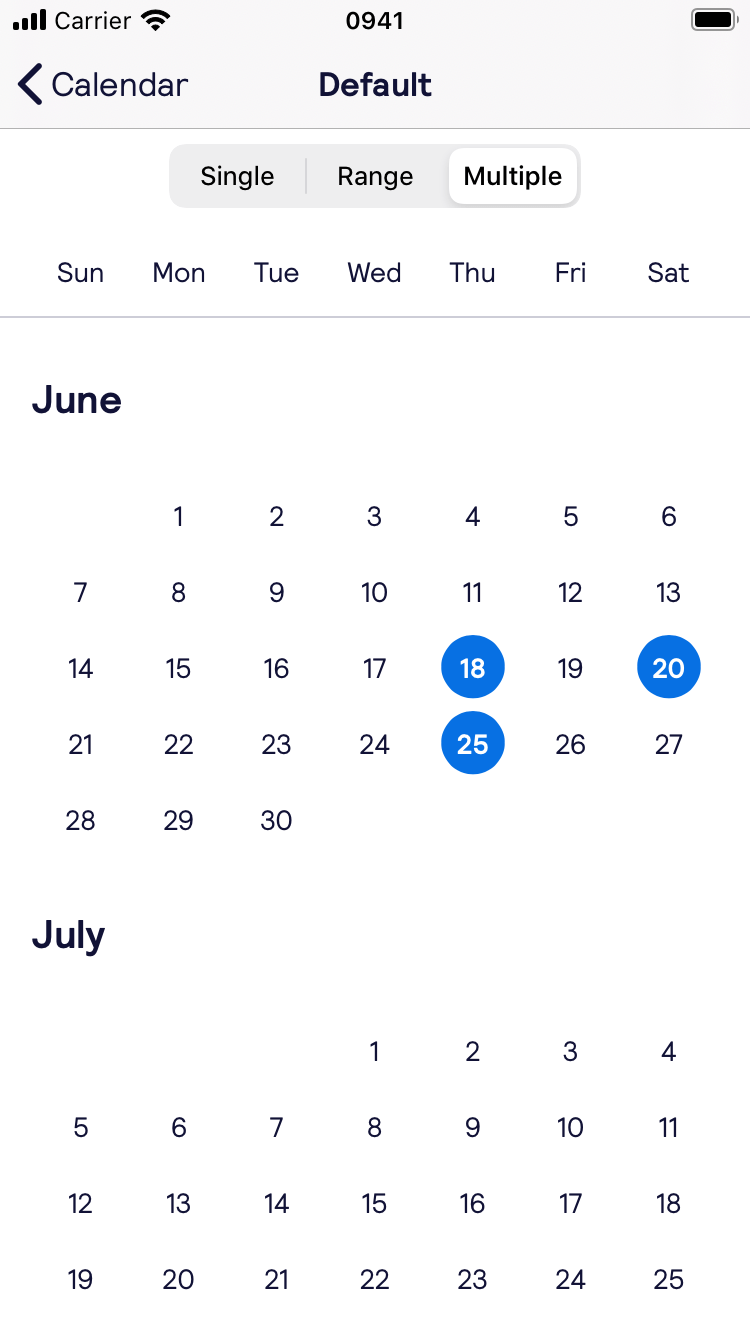 Carrier 0941
Calendar Default
Single Range Multiple
Sun Mon Tue Wed Thu Fri Sat
June
1 2 3 4 5 6
7 8 9 10 11 12 13
14 15 16 17 18 19 20
21 22 23 24 25 26 27
28 29 30
July
1 2 3 4
5 6 7 8 9 10 11
12 13 14 15 16 17 18
19 20 21 22 23 24 25